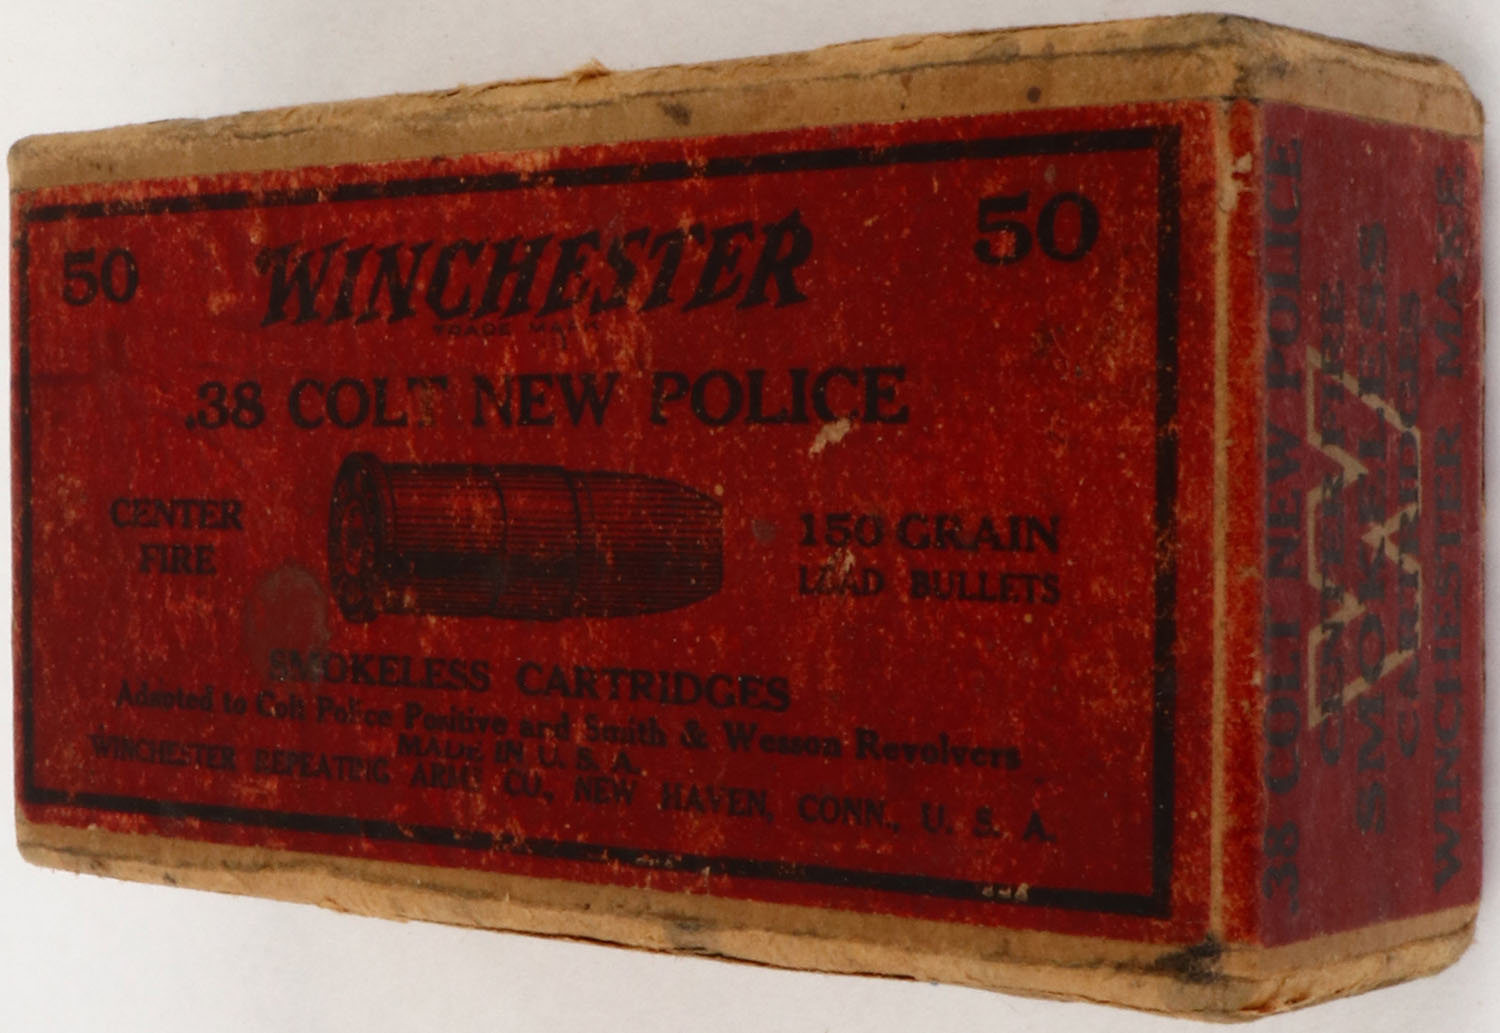 50 WINCHESTER 50
TRADE MARK
.38 COLT NEW POLICE
CENTER
FIRE
150 GRAIN
LEAD BULLETS
SMOKELESS CARTRIDGES
Adapted to Colt Police Positive and Smith & Wesson Revolvers
MADE IN U. S. A.
WINCHESTER REPEATING ARMS CO., NEW HAVEN, CONN., U. S. A.
.38 COLT NEW POLICE
CENTER FIRE
W
SMOKELESS
CARTRIDGES
WINCHESTER MAKE